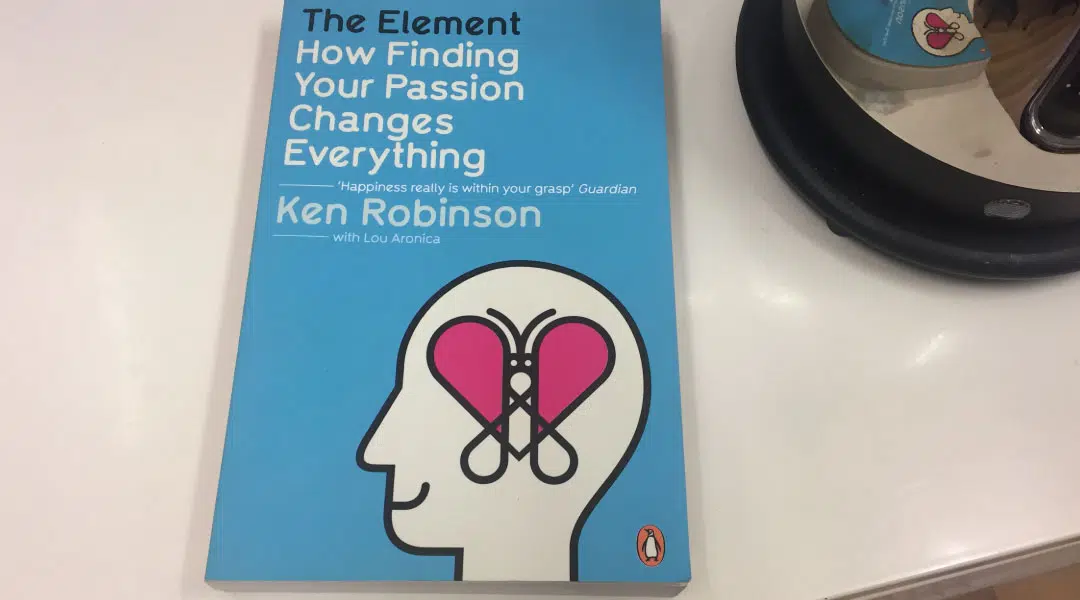 The Element
How Finding
Your Passion
Changes
Everything
'Happiness really is within your grasp' Guardian
Ken Robinson
with Lou Aronica